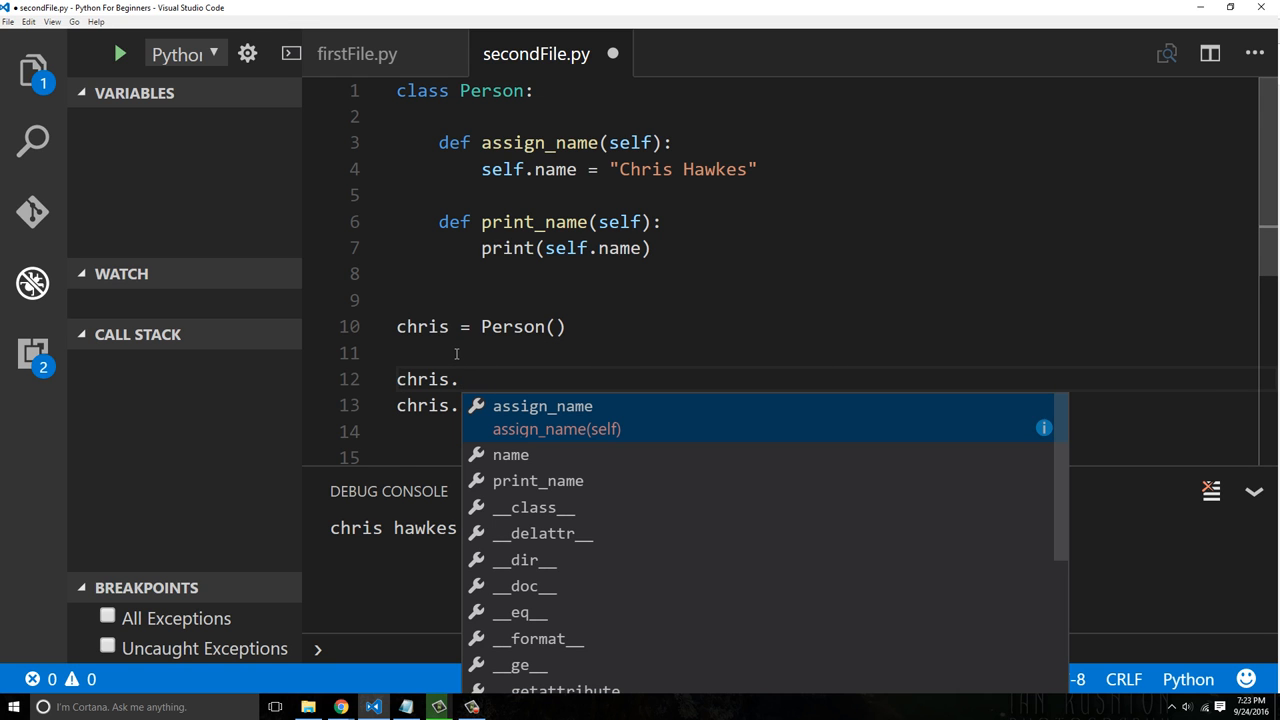 ● secondFile.py - Python For Beginners - Visual Studio Code
File Edit View Go Help
Python
firstFile.py
secondFile.py
1
VARIABLES
WATCH
CALL STACK
2
BREAKPOINTS
All Exceptions
Uncaught Exceptions
1 class Person:
2
3 def assign_name(self):
4 self.name = "Chris Hawkes"
5
6 def print_name(self):
7 print(self.name)
8
9
10 chris = Person()
11
12 chris.
13 chris.
14
15
assign_name
assign_name(self)
name
print_name
__class__
__delattr__
__dir__
__doc__
__eq__
__format__
__ge__
__getattribute__
DEBUG CONSOLE
chris hawkes
0 0
-8 CRLF Python
I'm Cortana. Ask me anything.
7:23 PM
9/24/2016